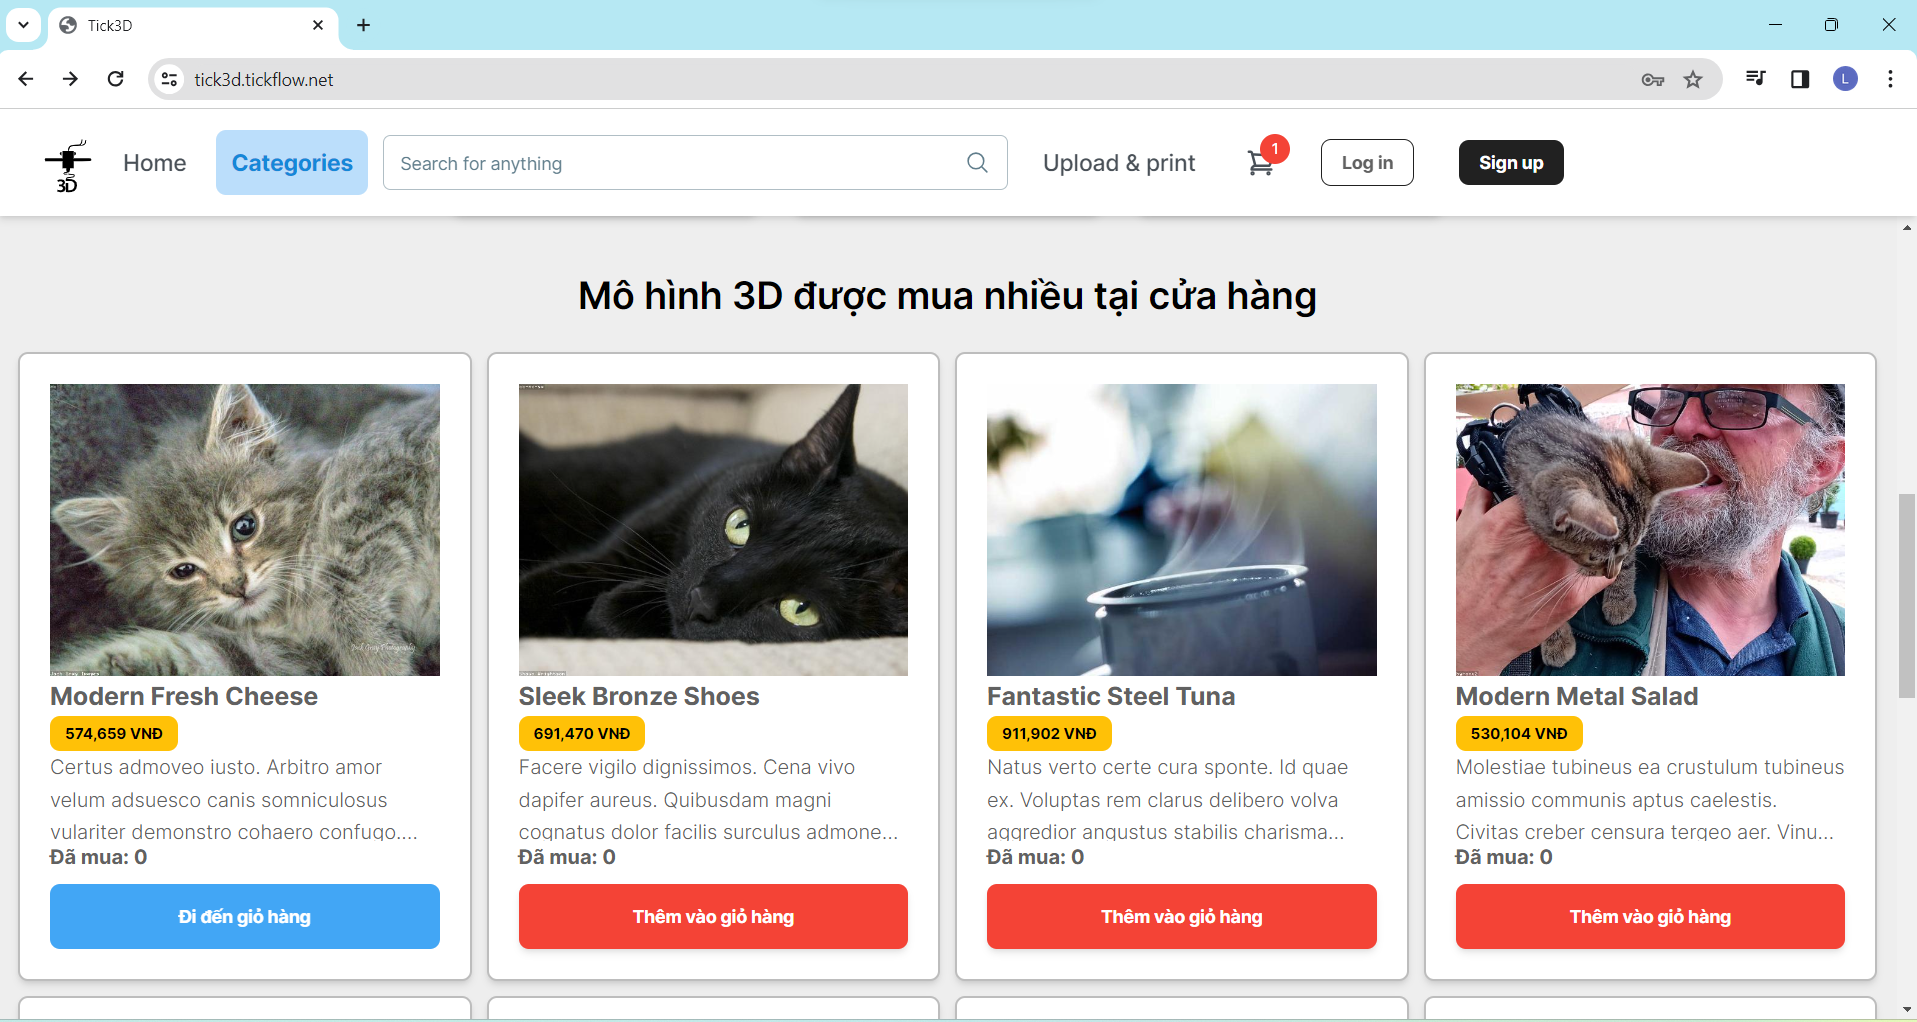 Tick3D
tick3d.tickflow.net
L
3D
Home
Categories
Search for anything
Upload & print
1
Log in
Sign up
Mô hình 3D được mua nhiều tại cửa hàng
Modern Fresh Cheese
574,659 VNĐ
Certus admoveo iusto. Arbitro amor
velum adsuesco canis somniculosus
vulariter demonstro cohaero confugo....
Đã mua: 0
Đi đến giỏ hàng
Sleek Bronze Shoes
691,470 VNĐ
Facere vigilo dignissimos. Cena vivo
dapifer aureus. Quibusdam magni
cognatus dolor facilis surculus admone...
Đã mua: 0
Thêm vào giỏ hàng
Fantastic Steel Tuna
911,902 VNĐ
Natus verto certe cura sponte. Id quae
ex. Voluptas rem clarus delibero volva
aggredior angustus stabilis charisma...
Đã mua: 0
Thêm vào giỏ hàng
Modern Metal Salad
530,104 VNĐ
Molestiae tubineus ea crustulum tubineus
amissio communis aptus caelestis.
Civitas creber censura tergeo aer. Vinu...
Đã mua: 0
Thêm vào giỏ hàng